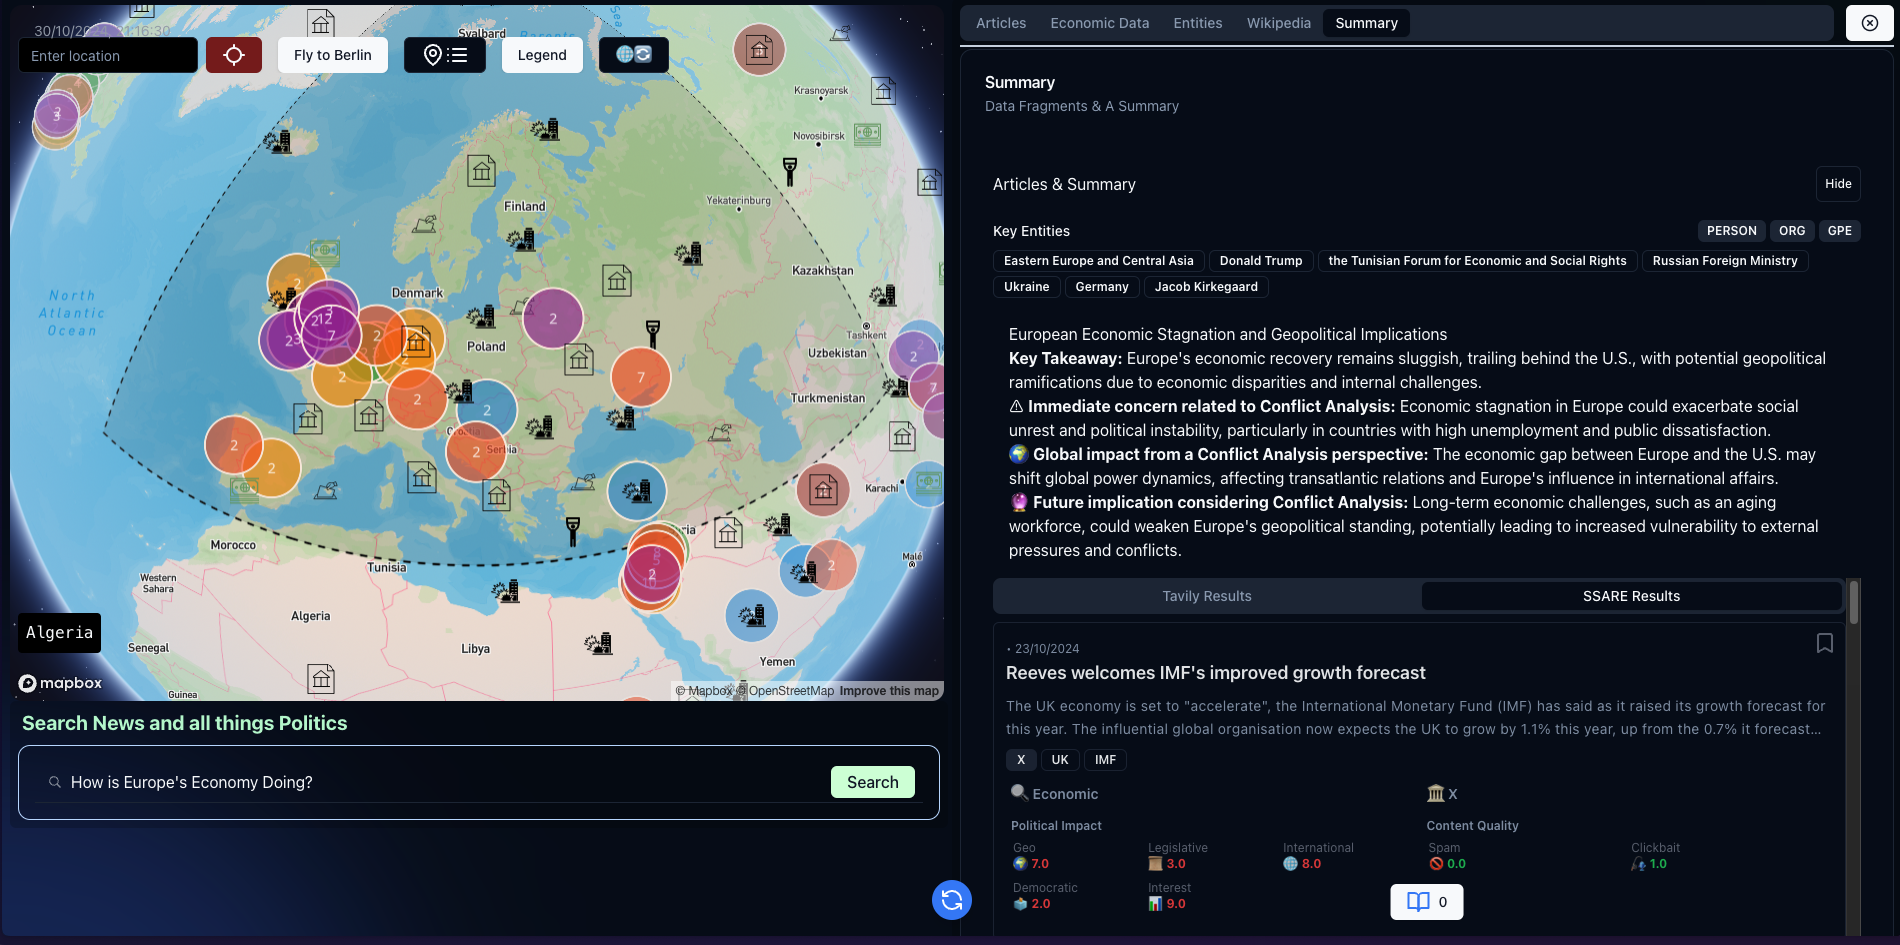 30/10/2024, 21:16:30
Enter location
Fly to Berlin
Legend
Svalbard
Barents
Krasnoyarsk
Novosibirsk
Yekaterinburg
Finland
Kazakhstan
North
Atlantic
Ocean
Denmark
Tashkent
Poland
Uzbekistan
Turkmenistan
Croatia
Serbia
Karachi
Morocco
Malé
Tunisia
Western
Sahara
Algeria
Algeria
Senegal
Libya
Yemen
Guinea
mapbox
© Mapbox © OpenStreetMap Improve this map
Search News and all things Politics
How is Europe's Economy Doing?
Search
Articles
Economic Data
Entities
Wikipedia
Summary
Summary
Data Fragments & A Summary
Articles & Summary
Hide
Key Entities
PERSON ORG GPE
Eastern Europe and Central Asia Donald Trump the Tunisian Forum for Economic and Social Rights Russian Foreign Ministry
Ukraine Germany Jacob Kirkegaard
European Economic Stagnation and Geopolitical Implications
Key Takeaway: Europe's economic recovery remains sluggish, trailing behind the U.S., with potential geopolitical
ramifications due to economic disparities and internal challenges.
⚠ Immediate concern related to Conflict Analysis: Economic stagnation in Europe could exacerbate social
unrest and political instability, particularly in countries with high unemployment and public dissatisfaction.
🌍 Global impact from a Conflict Analysis perspective: The economic gap between Europe and the U.S. may
shift global power dynamics, affecting transatlantic relations and Europe's influence in international affairs.
🔮 Future implication considering Conflict Analysis: Long-term economic challenges, such as an aging
workforce, could weaken Europe's geopolitical standing, potentially leading to increased vulnerability to external
pressures and conflicts.
Tavily Results
SSARE Results
• 23/10/2024
Reeves welcomes IMF's improved growth forecast
The UK economy is set to "accelerate", the International Monetary Fund (IMF) has said as it raised its growth forecast for
this year. The influential global organisation now expects the UK to grow by 1.1% this year, up from the 0.7% it forecast...
X UK IMF
Economic
X
Political Impact
Content Quality
Geo Legislative International Spam Clickbait
7.0 3.0 8.0 0.0 1.0
Democratic Interest
2.0 9.0
0